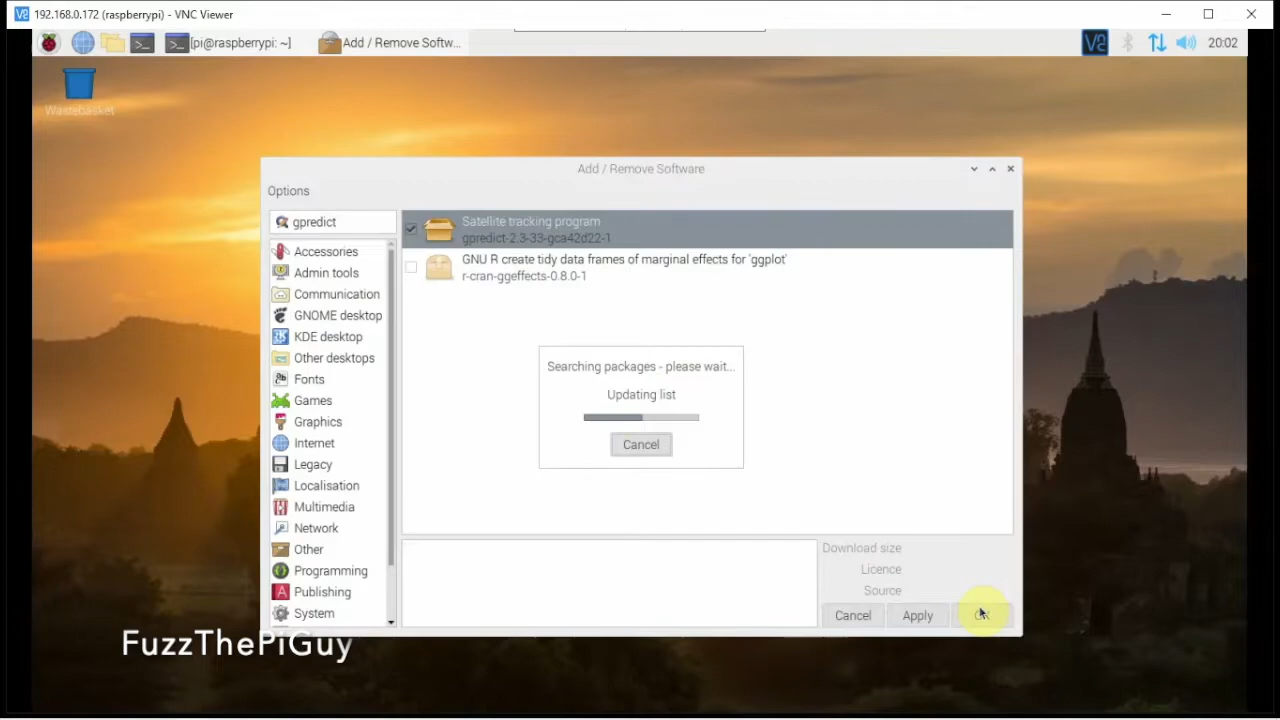 192.168.0.172 (raspberrypi) - VNC Viewer
[pi@raspberrypi: ~]
Add / Remove Softw...
20:02
Wastebasket
Add / Remove Software
Options
gpredict
Accessories
Admin tools
Communication
GNOME desktop
KDE desktop
Other desktops
Fonts
Games
Graphics
Internet
Legacy
Localisation
Multimedia
Network
Other
Programming
Publishing
System
Satellite tracking program
gpredict-2.3-33-gca42d22-1
GNU R create tidy data frames of marginal effects for 'ggplot'
r-cran-ggeffects-0.8.0-1
Searching packages - please wait...
Updating list
Cancel
Download size
Licence
Source
Cancel
Apply
FuzzThePiGuy